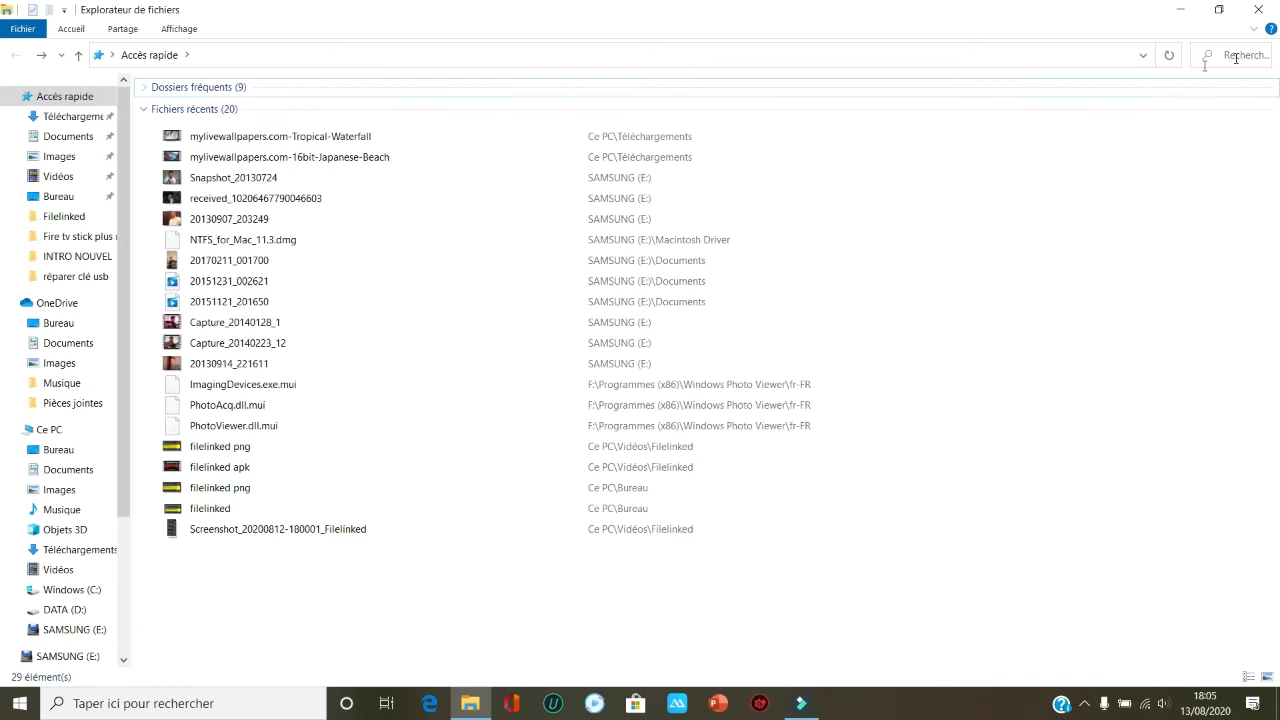 Explorateur de fichiers
Fichier Accueil Partage Affichage
Accès rapide Recherch...
Accès rapide
Téléchargeme
Documents
Images
Vidéos
Bureau
Filelinked
Fire tv stick plus
INTRO NOUVEL
réparer clé usb
OneDrive
Bureau
Documents
Images
Musique
Pièces jointes
Ce PC
Bureau
Documents
Images
Musique
Objets 3D
Téléchargements
Vidéos
Windows (C:)
DATA (D:)
SAMSUNG (E:)
SAMSUNG (E:)
Dossiers fréquents (9)
Fichiers récents (20)
mylivewallpapers.com-Tropical-Waterfall Ce PC\Téléchargements
mylivewallpapers.com-16bit-Japanese-Beach Ce PC\Téléchargements
Snapshot_20130724 SAMSUNG (E:)
received_10206467790046603 SAMSUNG (E:)
20130907_203249 SAMSUNG (E:)
NTFS_for_Mac_11.3.dmg SAMSUNG (E:)\Macintosh Driver
20170211_001700 SAMSUNG (E:)\Documents
20151231_002621 SAMSUNG (E:)\Documents
20151121_201650 SAMSUNG (E:)\Documents
Capture_20140128_1 SAMSUNG (E:)
Capture_20140223_12 SAMSUNG (E:)
20130914_221611 SAMSUNG (E:)
ImagingDevices.exe.mui F:\Programmes (x86)\Windows Photo Viewer\fr-FR
PhotoAcq.dll.mui F:\Programmes (x86)\Windows Photo Viewer\fr-FR
PhotoViewer.dll.mui F:\Programmes (x86)\Windows Photo Viewer\fr-FR
filelinked png Ce PC\Vidéos\Filelinked
filelinked apk Ce PC\Vidéos\Filelinked
filelinked png Ce PC\Bureau
filelinked Ce PC\Bureau
Screenshot_20200812-180001_Filelinked Ce PC\Vidéos\Filelinked
29 élément(s)
Taper ici pour rechercher
18:05
13/08/2020